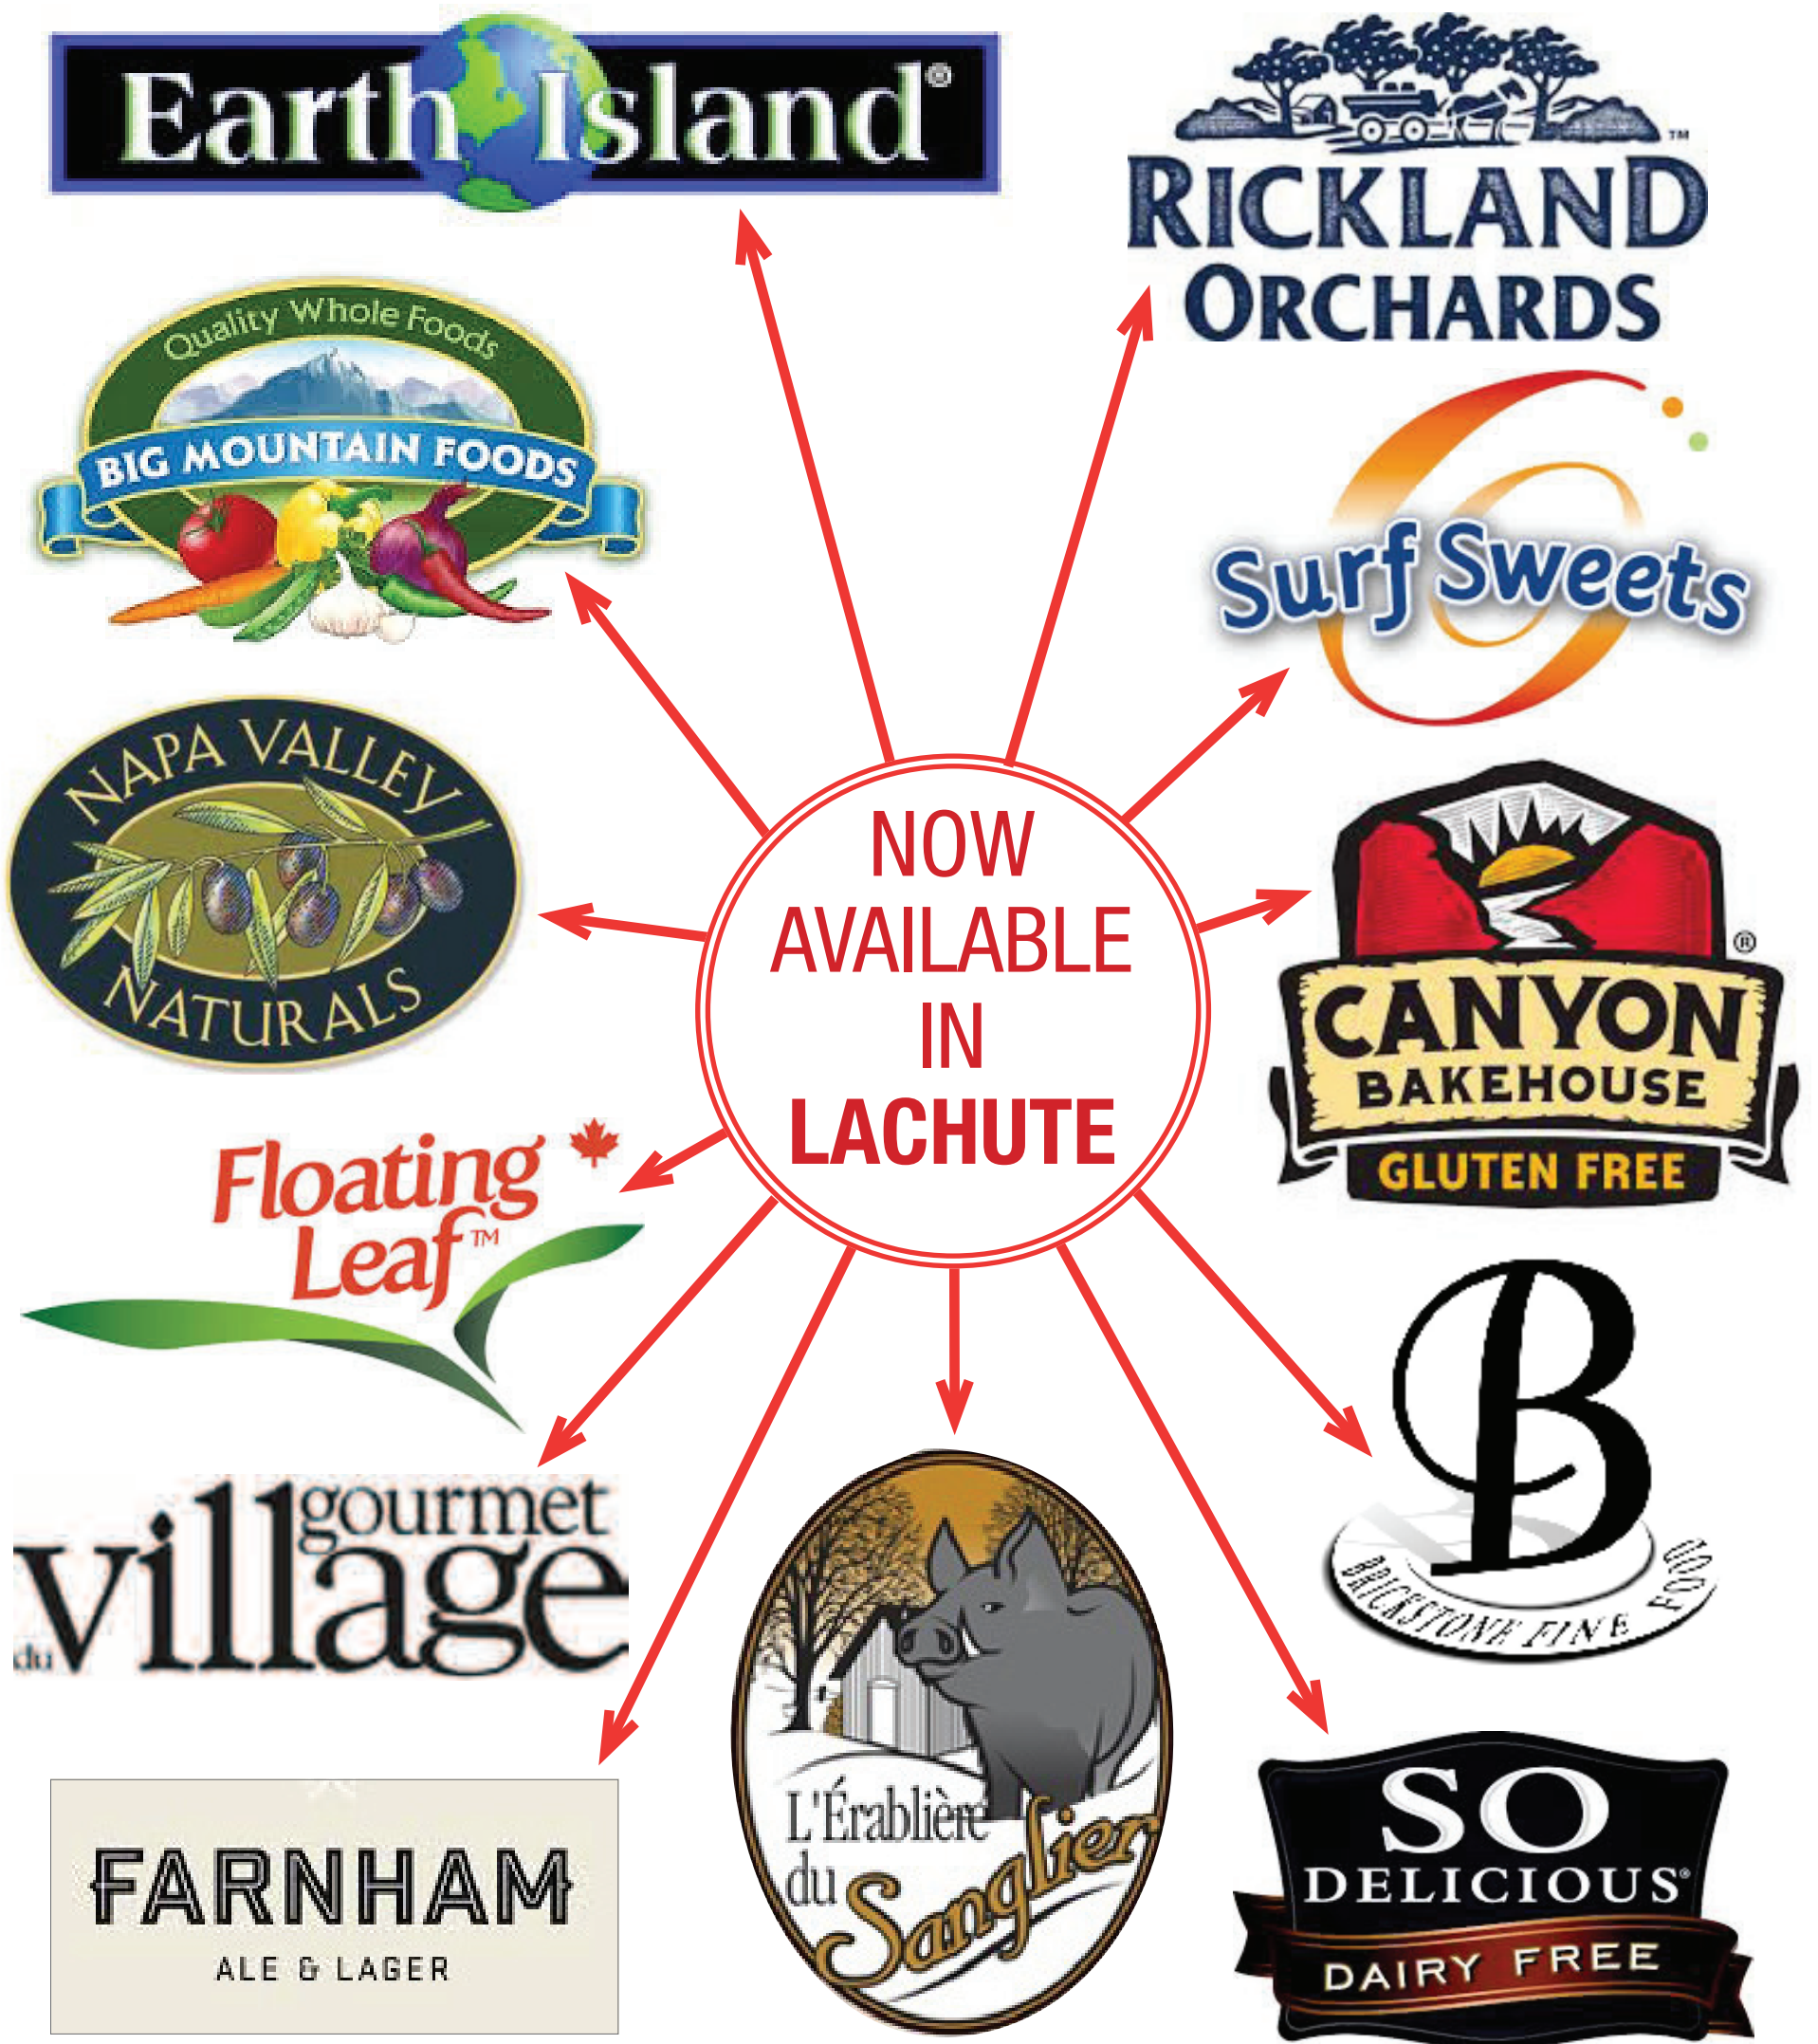 Earth Island®
RICKLAND™
ORCHARDS
Quality Whole Foods
BIG MOUNTAIN FOODS
Surf Sweets
NAPA VALLEY
NATURALS
NOW
AVAILABLE
IN
LACHUTE
CANYON®
BAKEHOUSE
GLUTEN FREE
Floating
Leaf™
B
BRICKSTONE FINE FOOD
gourmet
du village
L'Érablière
du Sanglier
FARNHAM
ALE & LAGER
SO
DELICIOUS®
DAIRY FREE